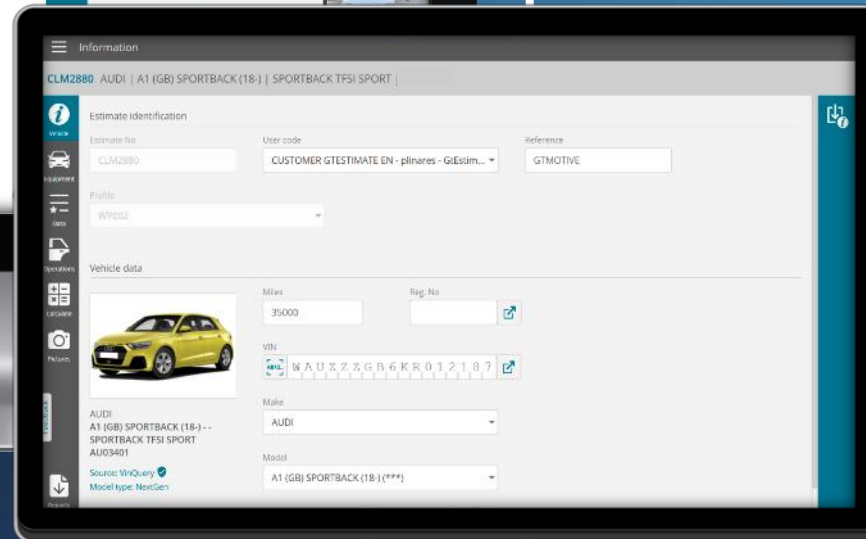 Information
CLM2880 AUDI | A1 (GB) SPORTBACK (18-) | SPORTBACK TFSI SPORT |
Vehicle
Equipment
Data
Operations
Calculate
Pictures
Feedback
Reports
Estimate identification
Estimate No
User code
Reference
CLM2880
CUSTOMER GTESTIMATE EN - plinares - GtEstim...
GTMOTIVE
Profile
WP002
Vehicle data
Miles
Reg. No
35000
VIN
WAUZZZGB6KR012187
Make
AUDI
Model
A1 (GB) SPORTBACK (18-) (***)
AUDI
A1 (GB) SPORTBACK (18-) - -
SPORTBACK TFSI SPORT
AU03401
Source: VinQuery
Model type: NextGen